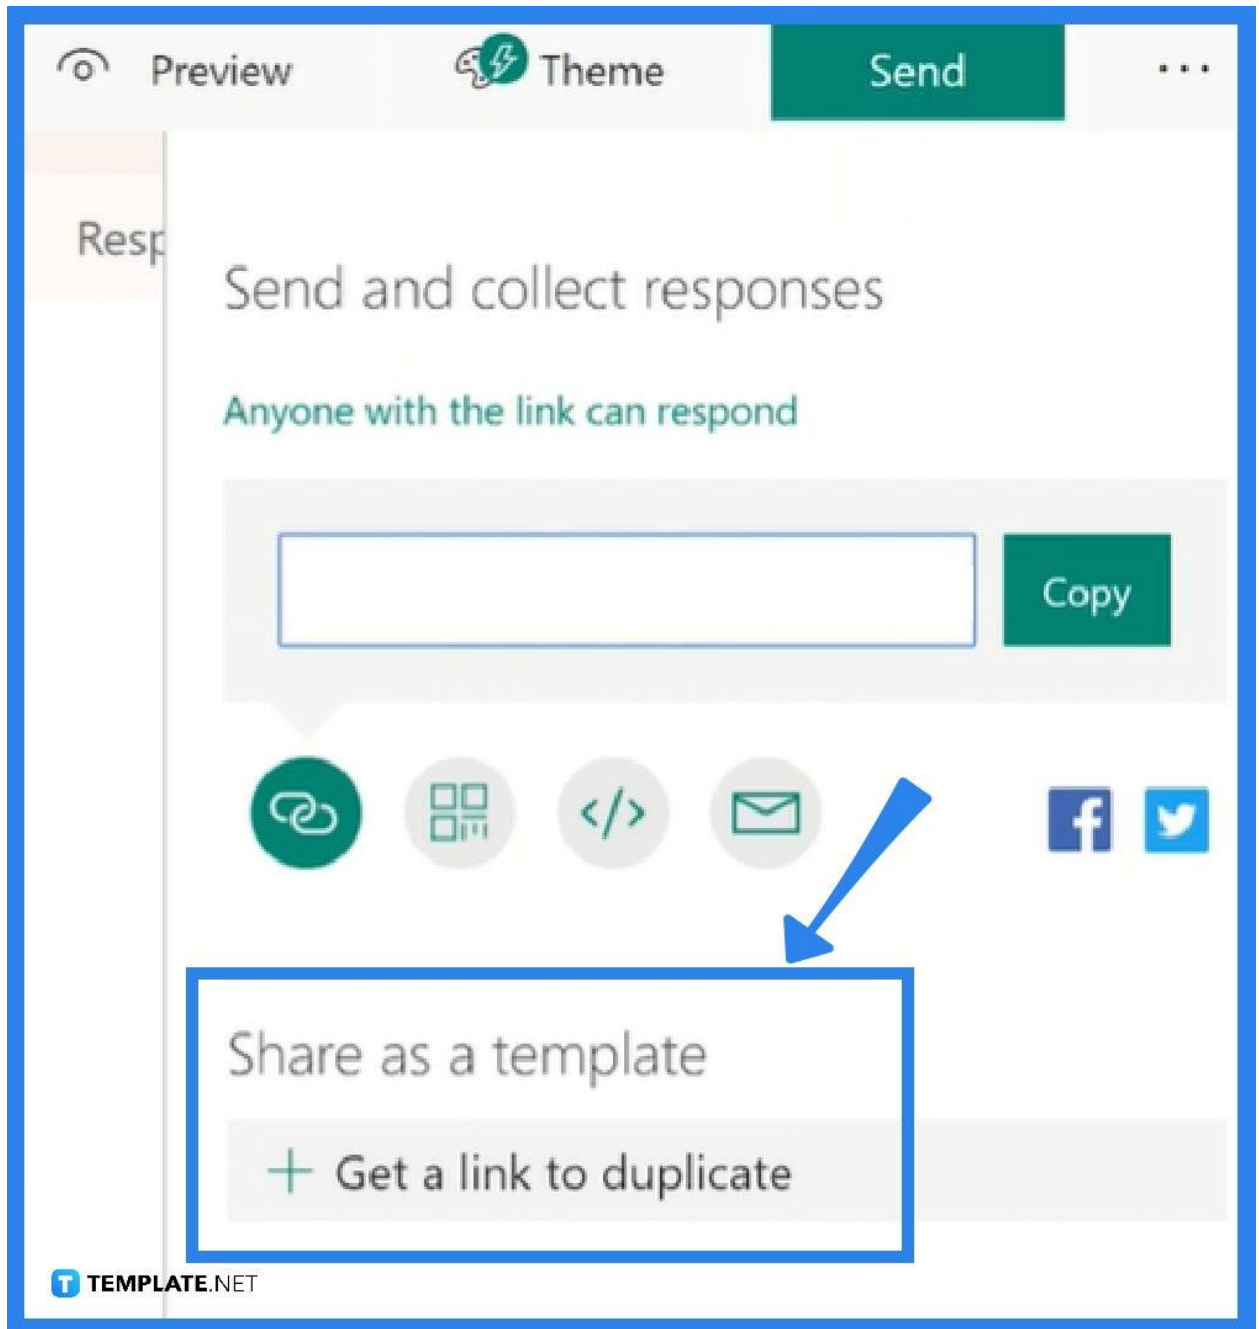 Preview Theme Send ...
Resp
Send and collect responses
Anyone with the link can respond
Copy
</>
f
Share as a template
+ Get a link to duplicate
T TEMPLATE.NET